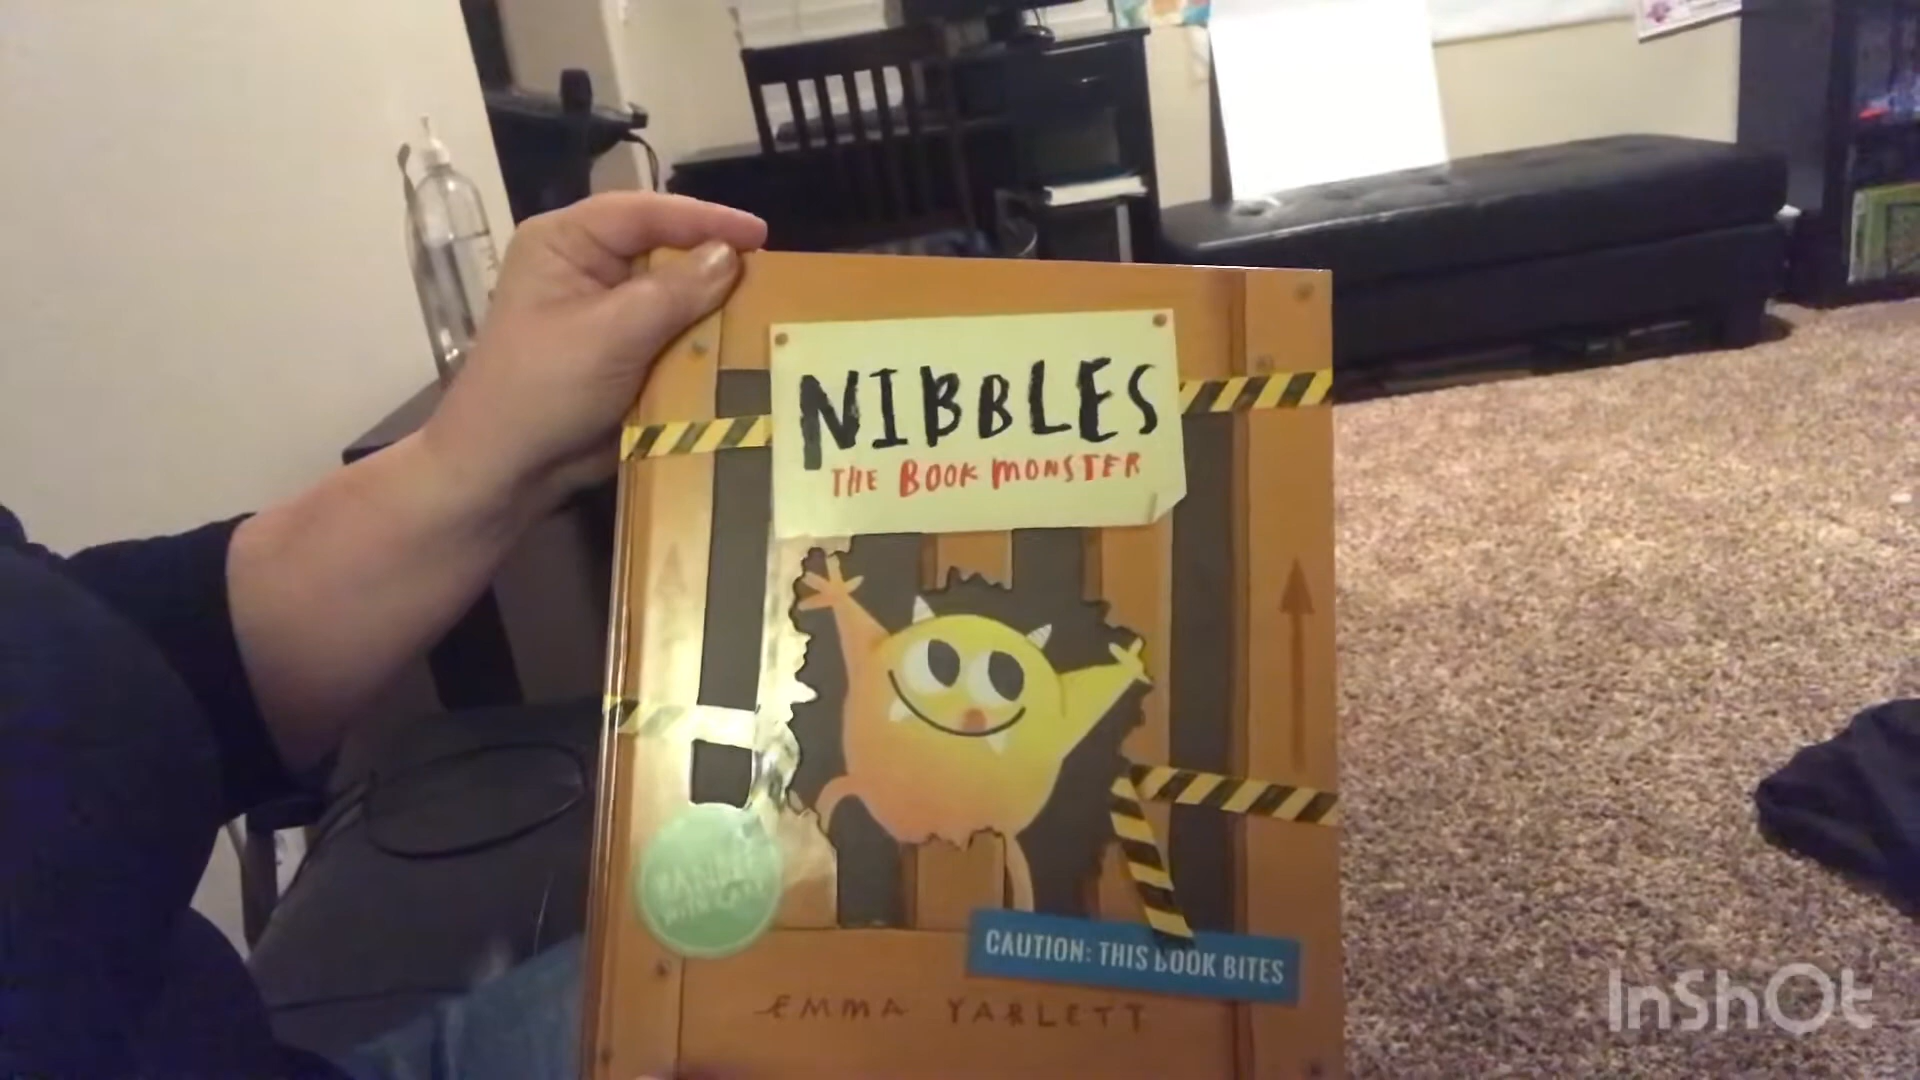 NIBBLES
THE BOOK MONSTER
CAUTION: THIS BOOK BITES
EMMA YARLETT
InShOt